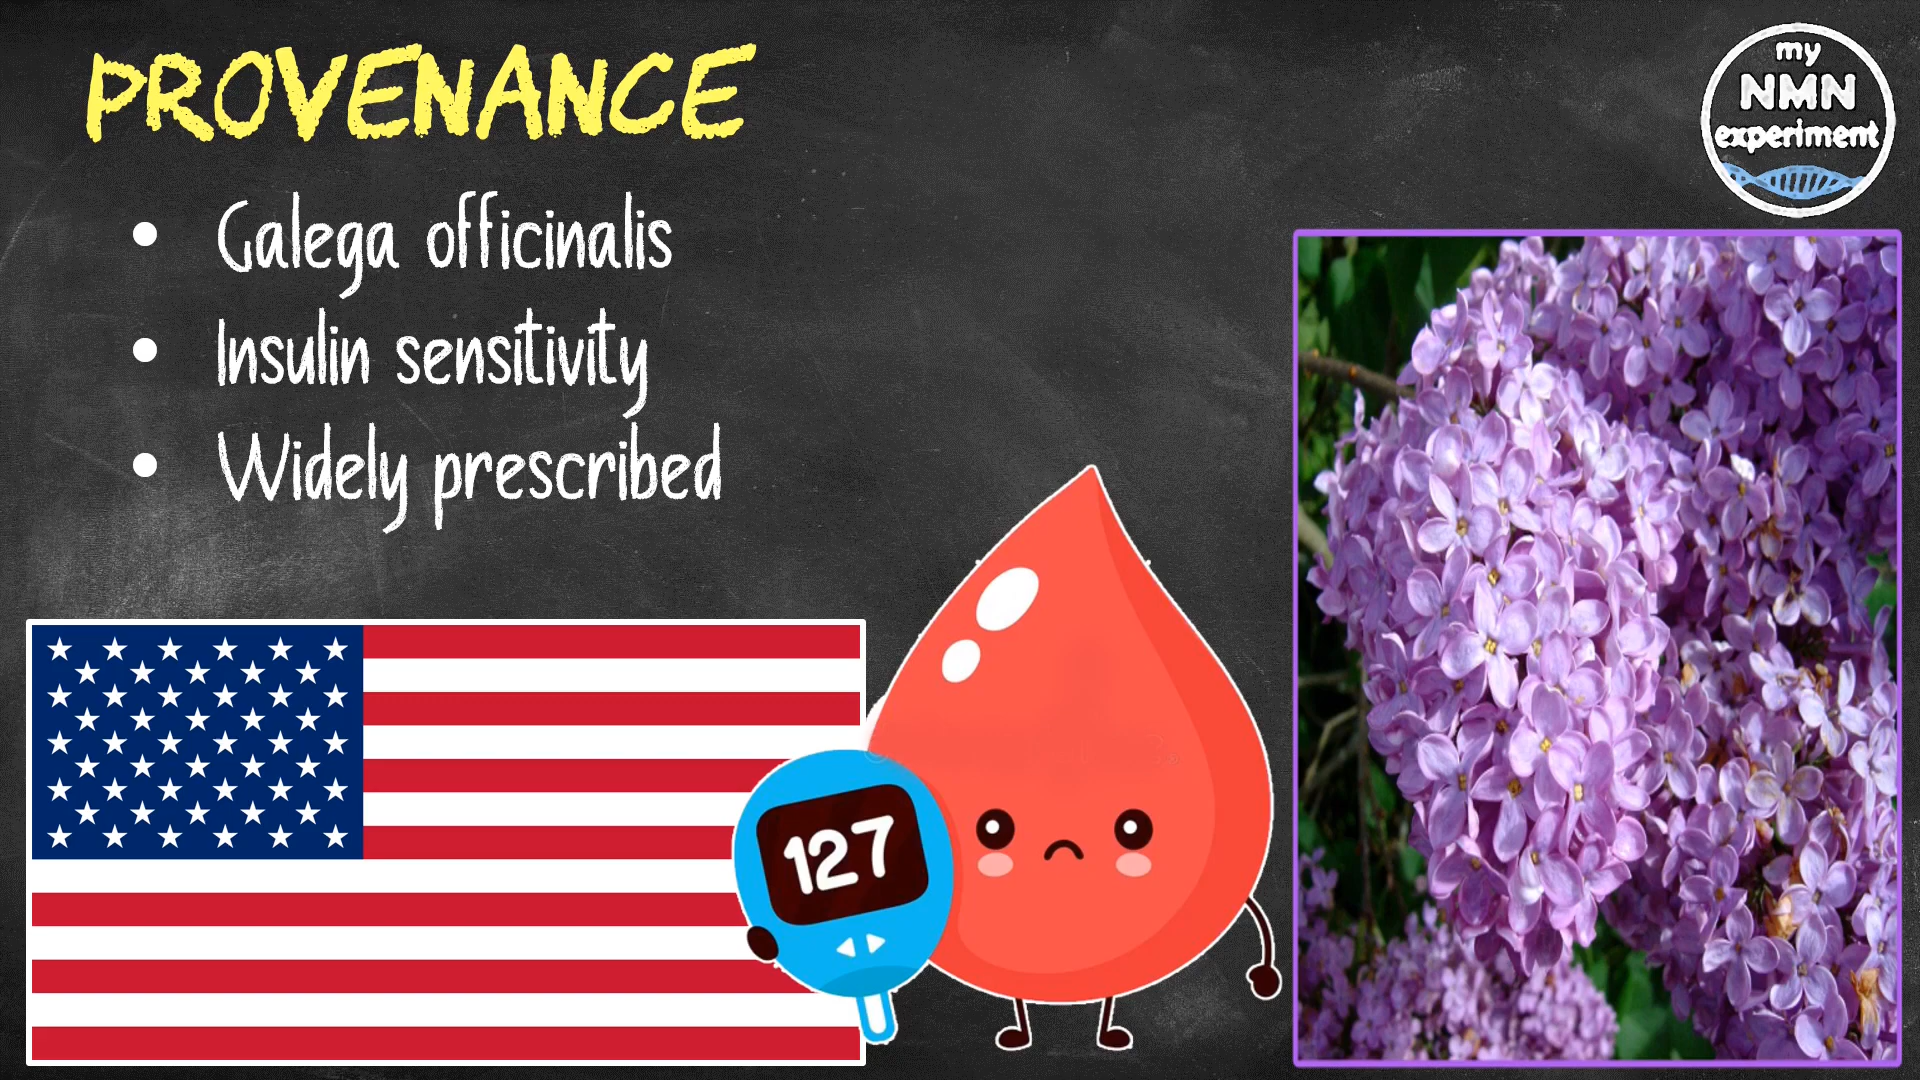 PROVENANCE
my
NMN
experiment
• Galega officinalis
• Insulin sensitivity
• Widely prescribed
127